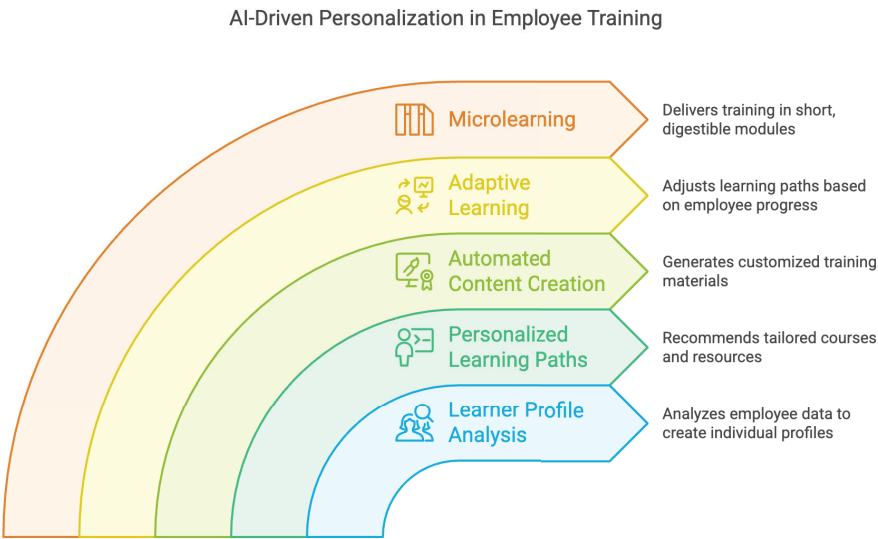 AI-Driven Personalization in Employee Training
Microlearning
Delivers training in short,
digestible modules
Adaptive
Learning
Adjusts learning paths based
on employee progress
Automated
Content Creation
Generates customized training
materials
Personalized
Learning Paths
Recommends tailored courses
and resources
Learner Profile
Analysis
Analyzes employee data to
create individual profiles